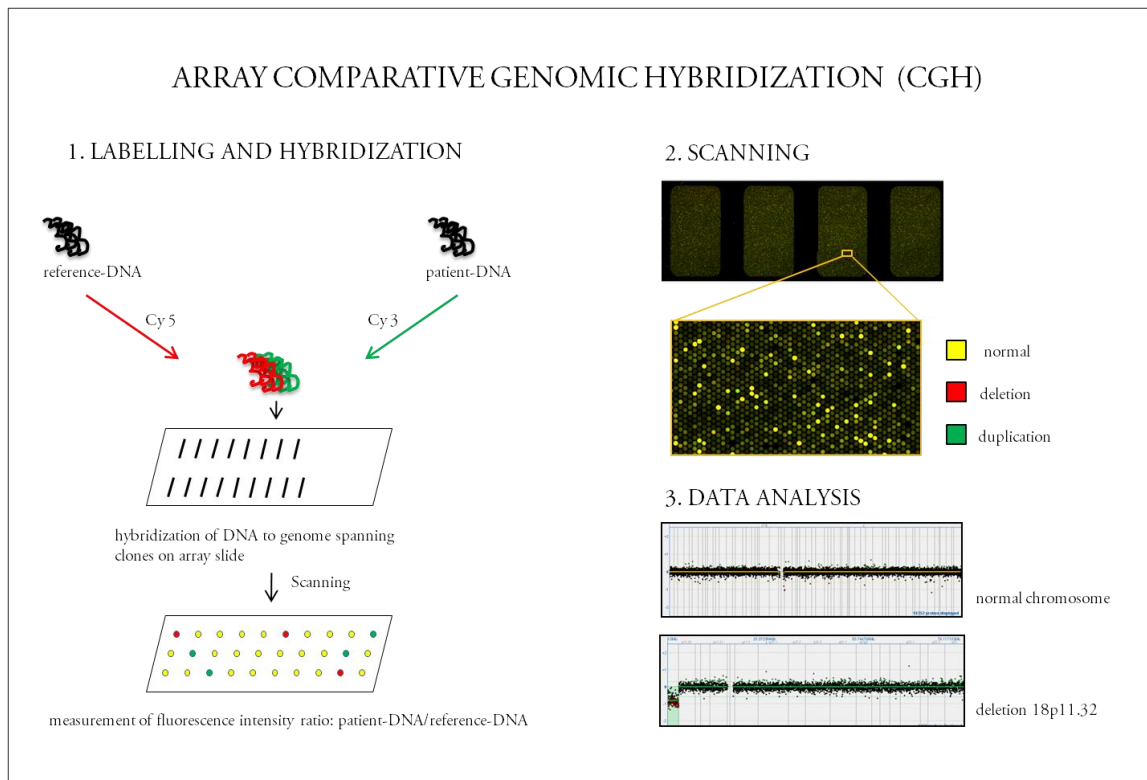 ARRAY COMPARATIVE GENOMIC HYBRIDIZATION (CGH)
1. LABELLING AND HYBRIDIZATION
reference-DNA
patient-DNA
Cy 5
Cy 3
hybridization of DNA to genome spanning
clones on array slide
Scanning
measurement of fluorescence intensity ratio: patient-DNA/reference-DNA
2. SCANNING
normal
deletion
duplication
3. DATA ANALYSIS
normal chromosome
deletion 18p11.32